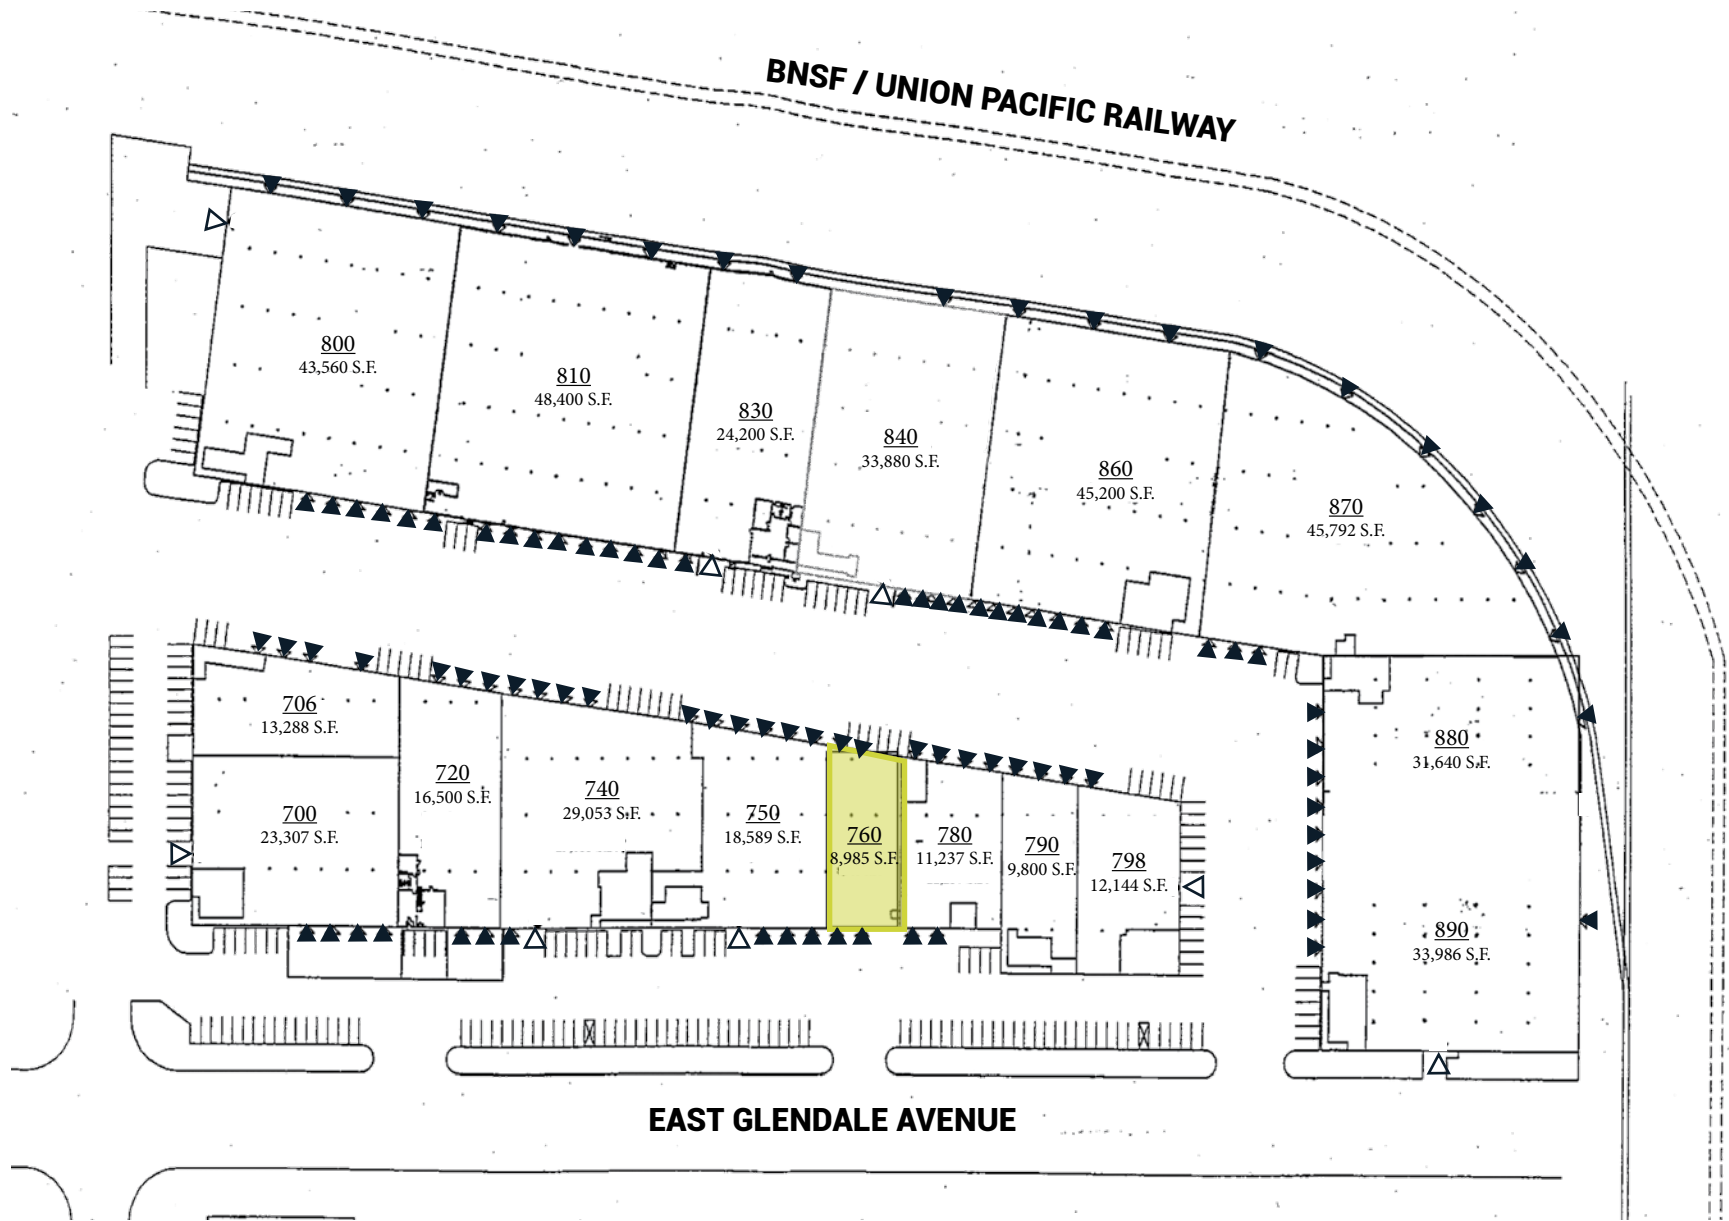 BNSF / UNION PACIFIC RAILWAY
800
43,560 S.F.
810
48,400 S.F.
830
24,200 S.F.
840
33,880 S.F.
860
45,200 S.F.
870
45,792 S.F.
706
13,288 S.F.
700
23,307 S.F.
720
16,500 S.F.
740
29,053 S.F.
750
18,589 S.F.
760
8,985 S.F.
780
11,237 S.F.
790
9,800 S.F.
798
12,144 S.F.
880
31,640 S.F.
890
33,986 S.F.
EAST GLENDALE AVENUE